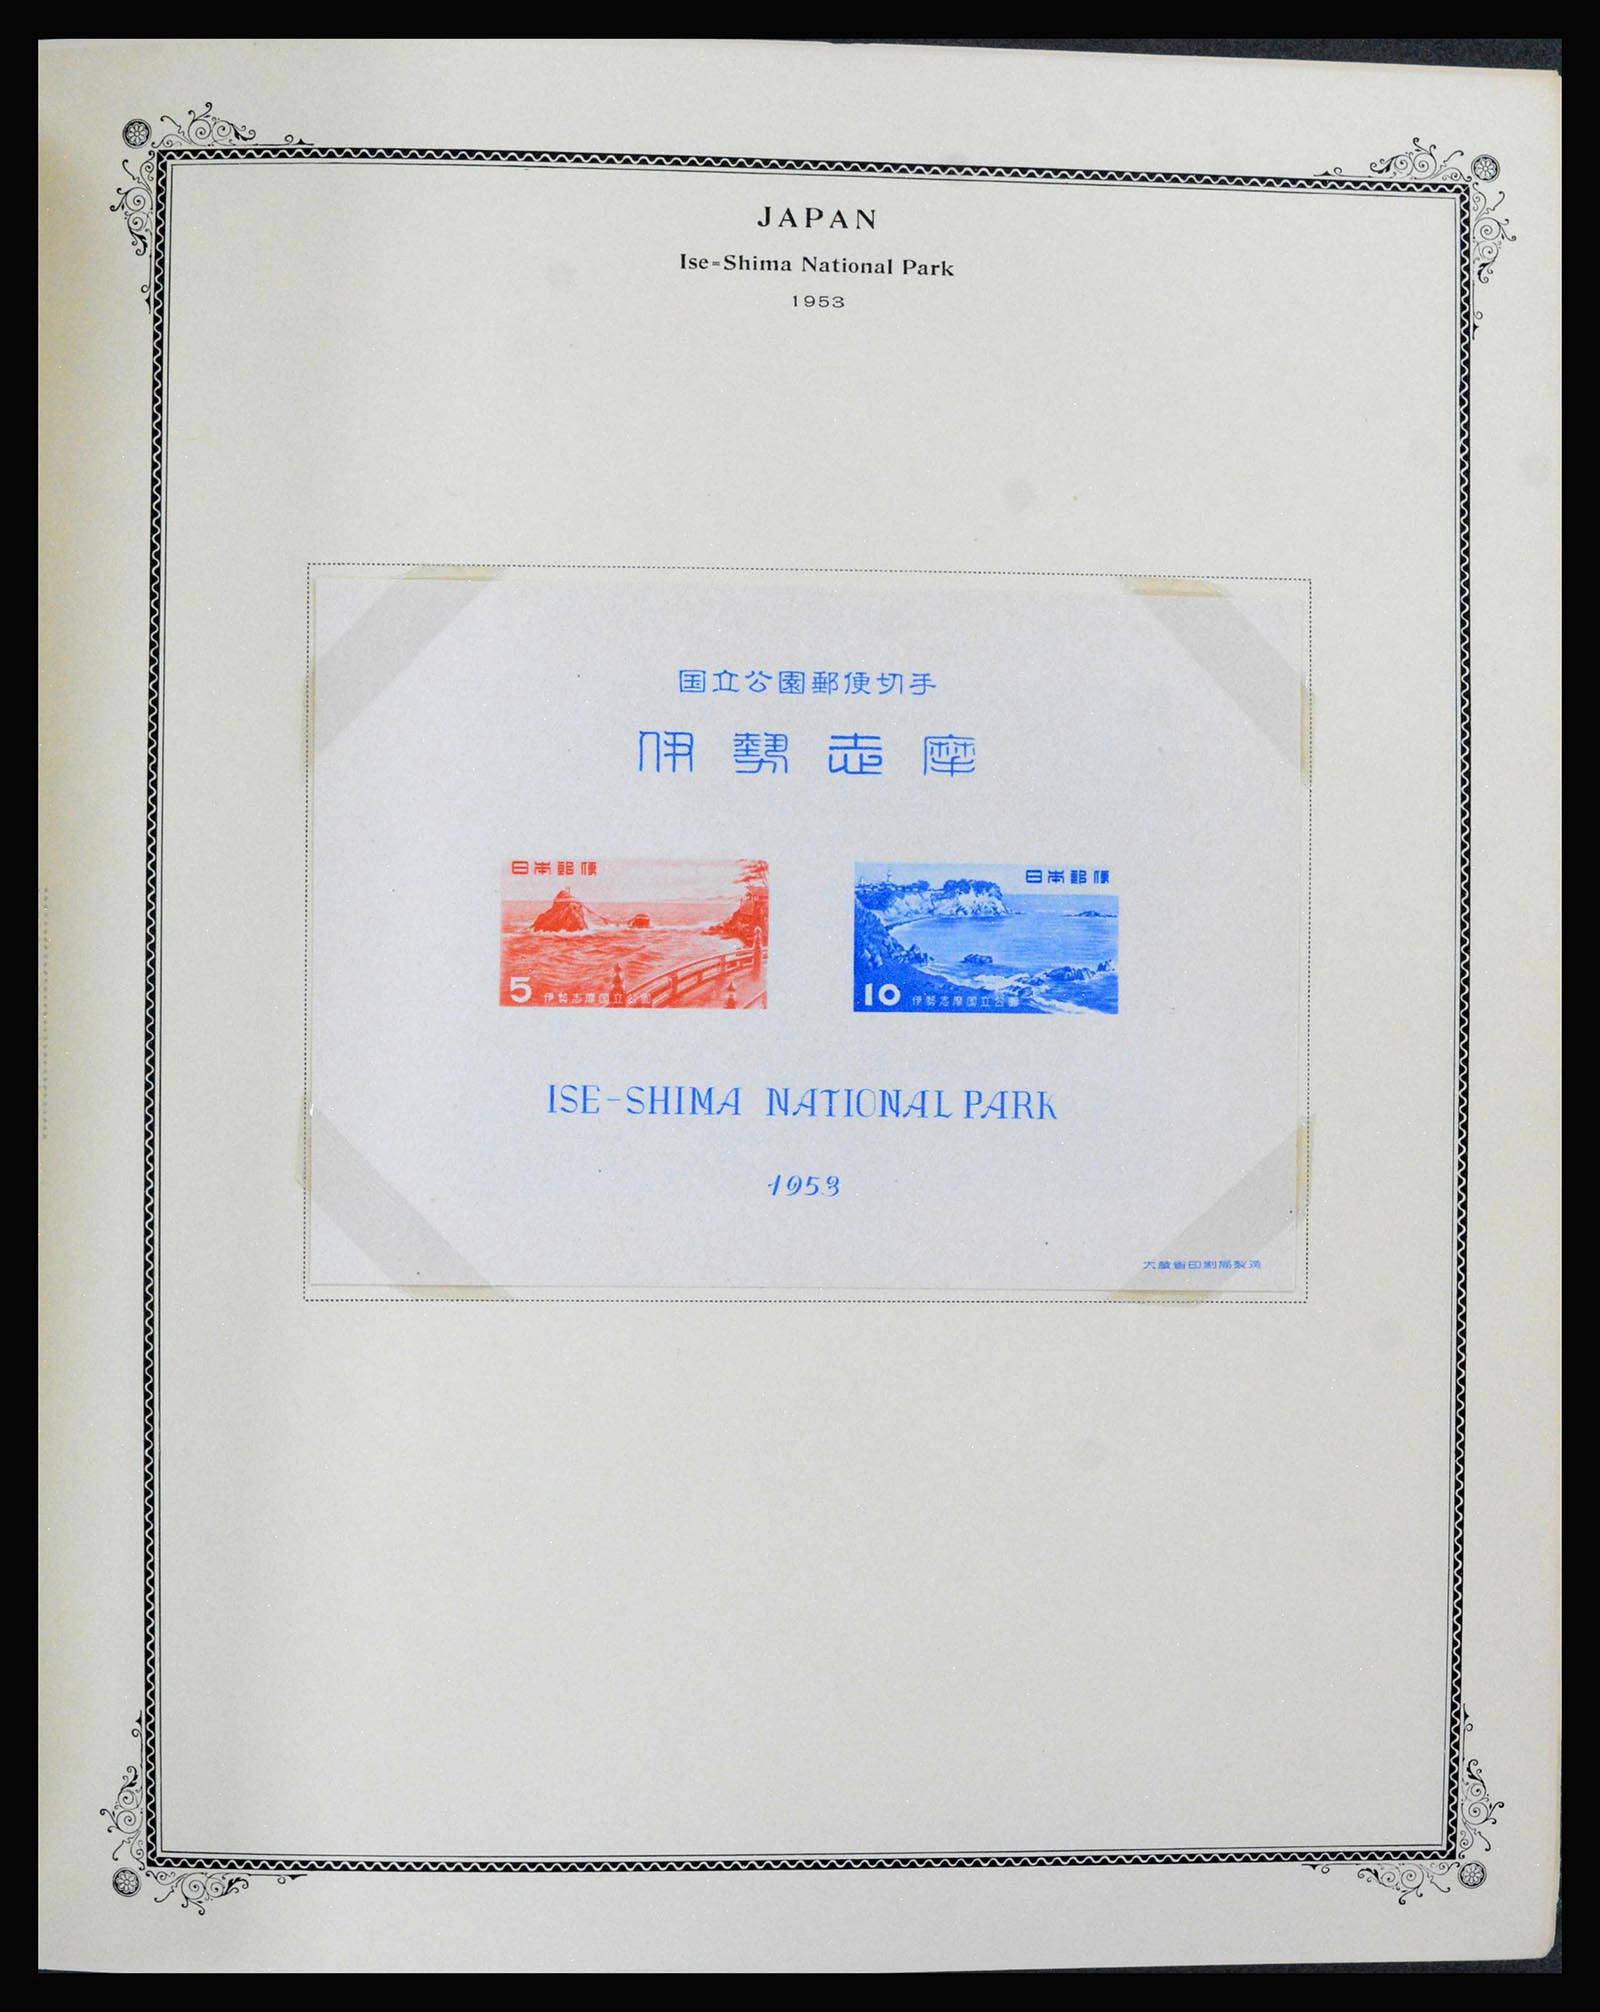 JAPAN
Ise=Shima National Park
1953
国立公園郵便切手
伊勢志摩
日本郵便
5 伊勢志摩国立公園
日本郵便
10 伊勢志摩国立公園
ISE-SHIMA NATIONAL PARK
1953
大蔵省印刷局製造